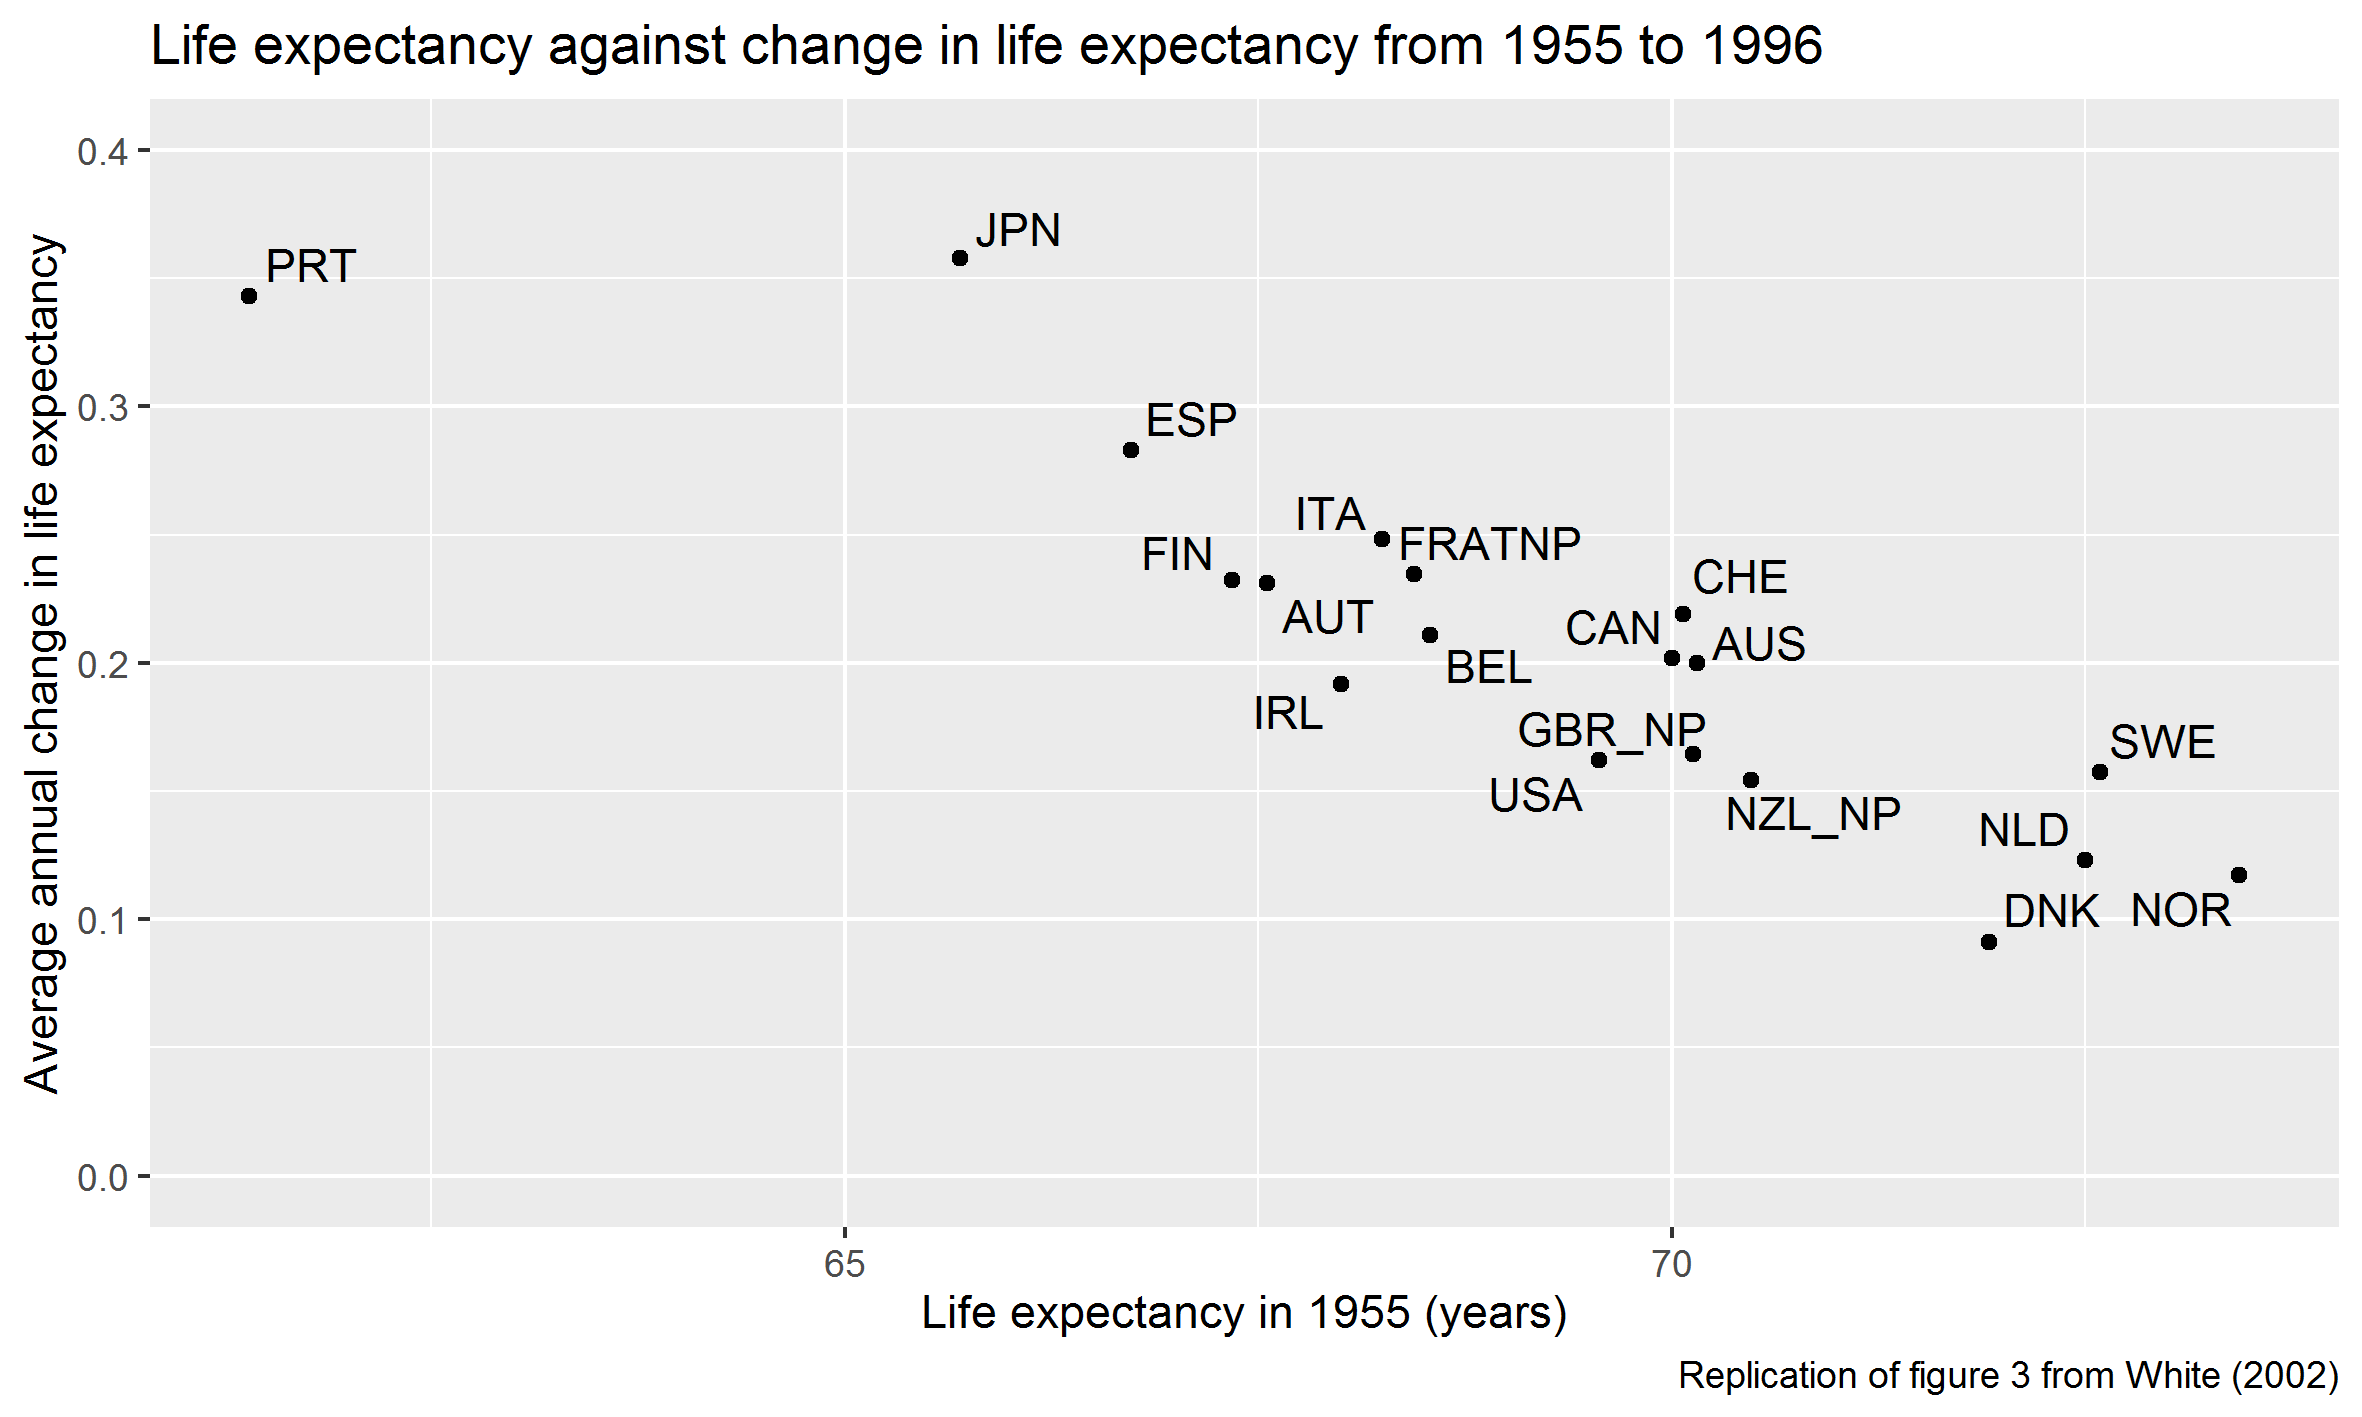 Life expectancy against change in life expectancy from 1955 to 1996
Average annual change in life expectancy
0.4
0.3
0.2
0.1
0.0
JPN
PRT
ESP
ITA
FRATNP
FIN
CHE
AUT
CAN
AUS
BEL
IRL
GBR_NP
SWE
USA
NZL_NP
NLD
DNK
NOR
65
70
Life expectancy in 1955 (years)
Replication of figure 3 from White (2002)